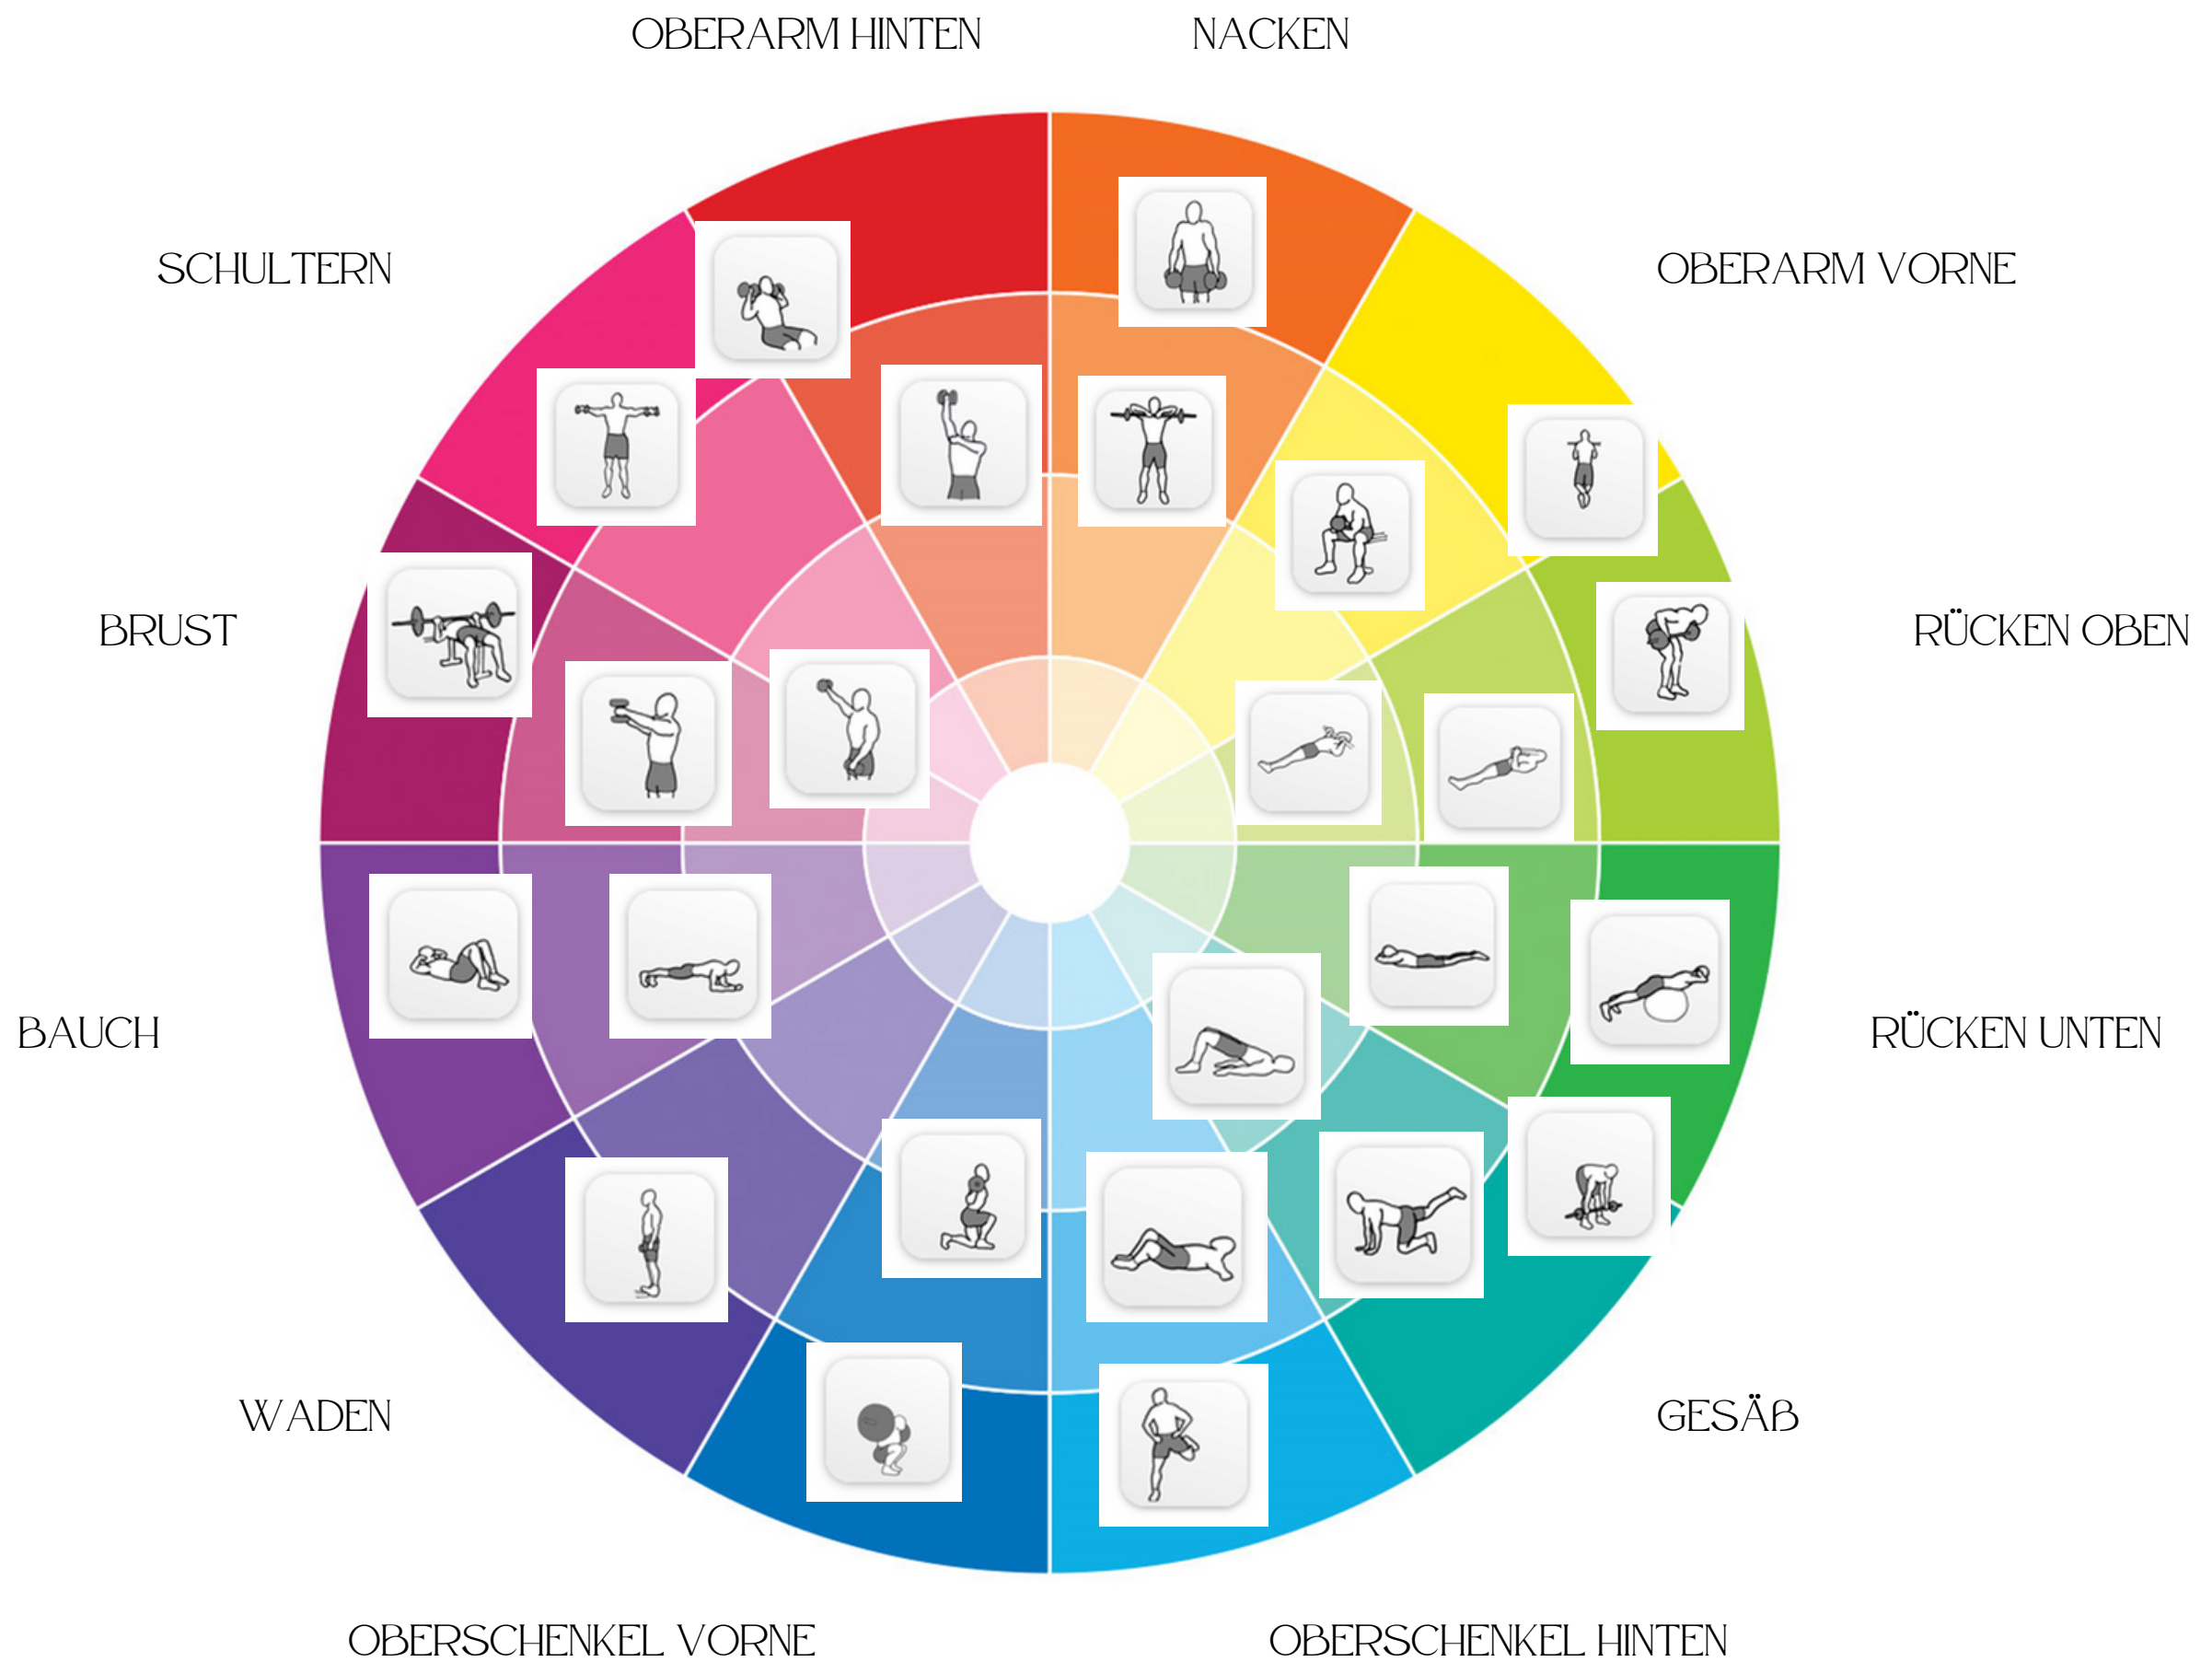 OBERARM HINTEN
NACKEN
SCHULTERN
OBERARM VORNE
BRUST
RÜCKEN OBEN
BAUCH
RÜCKEN UNTEN
WADEN
GESÄß
OBERSCHENKEL VORNE
OBERSCHENKEL HINTEN